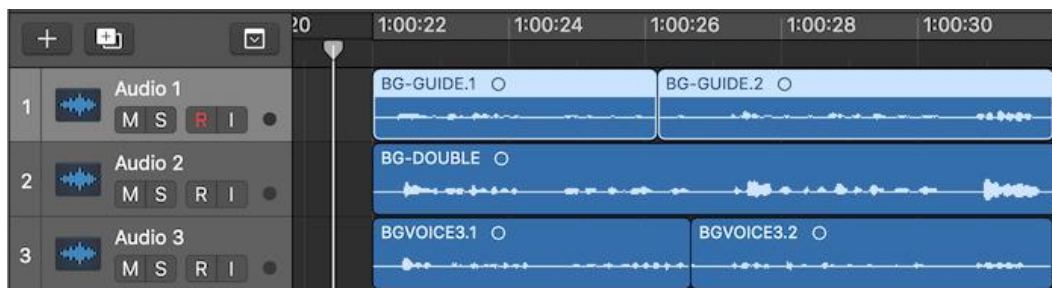 20 1:00:22 1:00:24 1:00:26 1:00:28 1:00:30
1 Audio 1
M S R I
BG-GUIDE.1 BG-GUIDE.2
2 Audio 2
M S R I
BG-DOUBLE
3 Audio 3
M S R I
BGVOICE3.1 BGVOICE3.2